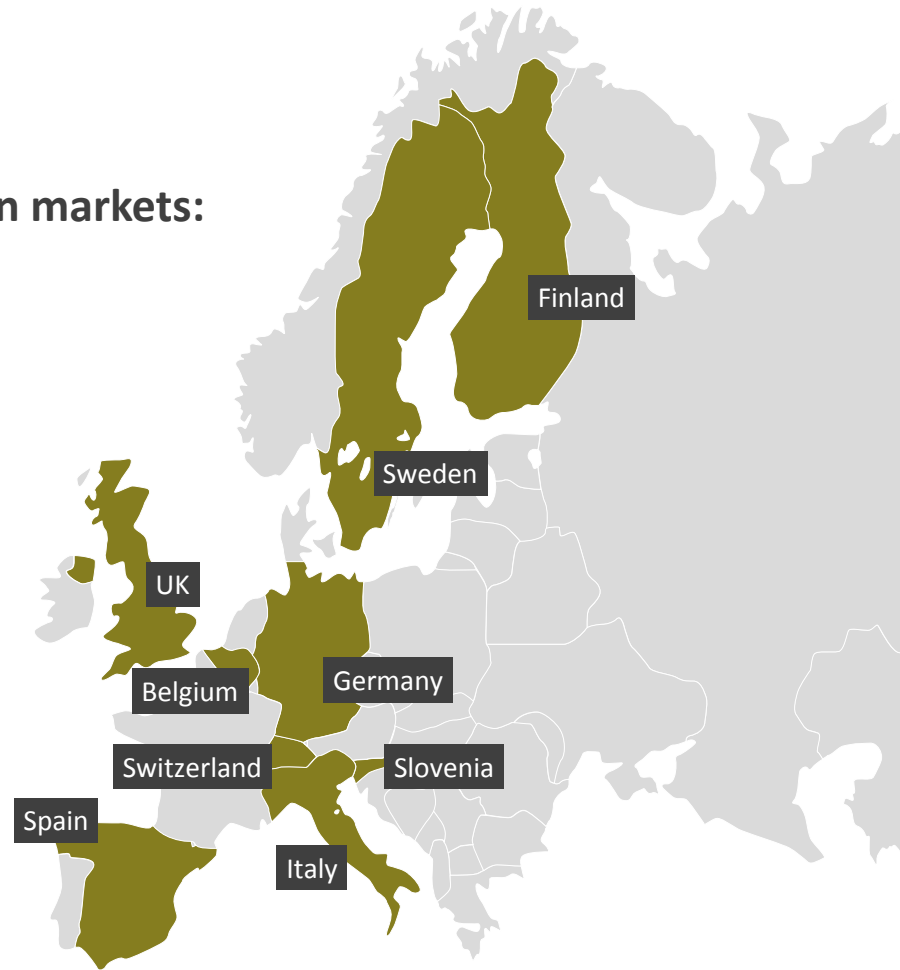 n markets:
Finland
Sweden
UK
Belgium
Germany
Switzerland
Slovenia
Spain
Italy